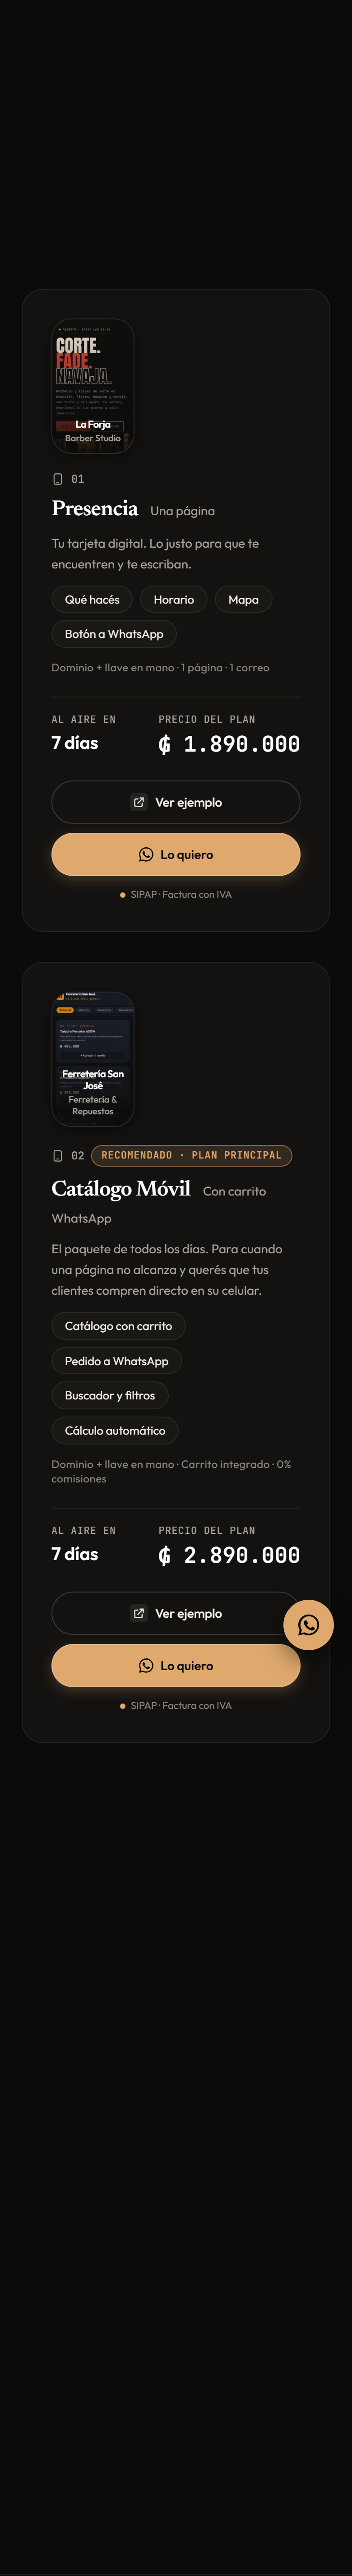 CORTE.
FADE.
NAVAJA.
La Forja
Barber Studio
01
Presencia Una página
Tu tarjeta digital. Lo justo para que te
encuentren y te escriban.
Qué hacés Horario Mapa
Botón a WhatsApp
Dominio + llave en mano · 1 página · 1 correo
AL AIRE EN PRECIO DEL PLAN
7 días ₲ 1.890.000
Ver ejemplo
Lo quiero
SIPAP · Factura con IVA
Ferretería San José
Ferretería San
José
Ferretería &
Repuestos
02 RECOMENDADO · PLAN PRINCIPAL
Catálogo Móvil Con carrito
WhatsApp
El paquete de todos los días. Para cuando
una página no alcanza y querés que tus
clientes compren directo en su celular.
Catálogo con carrito
Pedido a WhatsApp
Buscador y filtros
Cálculo automático
Dominio + llave en mano · Carrito integrado · 0%
comisiones
AL AIRE EN PRECIO DEL PLAN
7 días ₲ 2.890.000
Ver ejemplo
Lo quiero
SIPAP · Factura con IVA